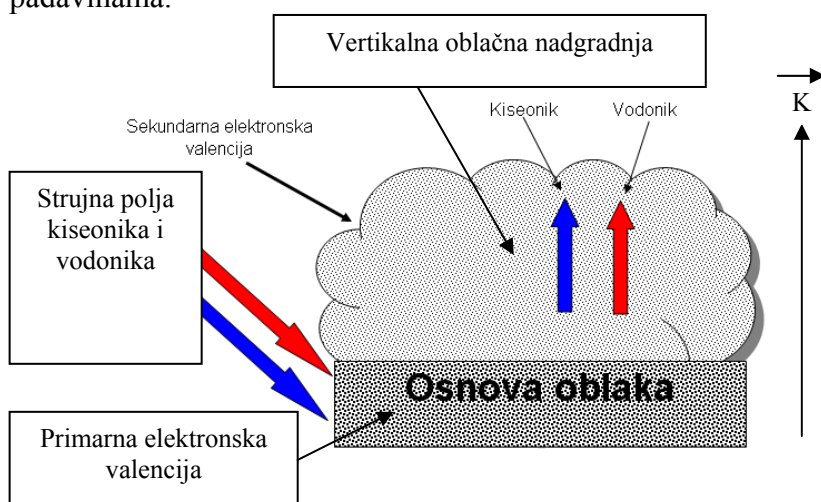 padavinama.
Vertikalna oblačna nadgradnja
K
Kiseonik
Vodonik
Sekundarna elektronska
valencija
Strujna polja
kiseonika i
vodonika
Osnova oblaka
Primarna elektronska
valencija